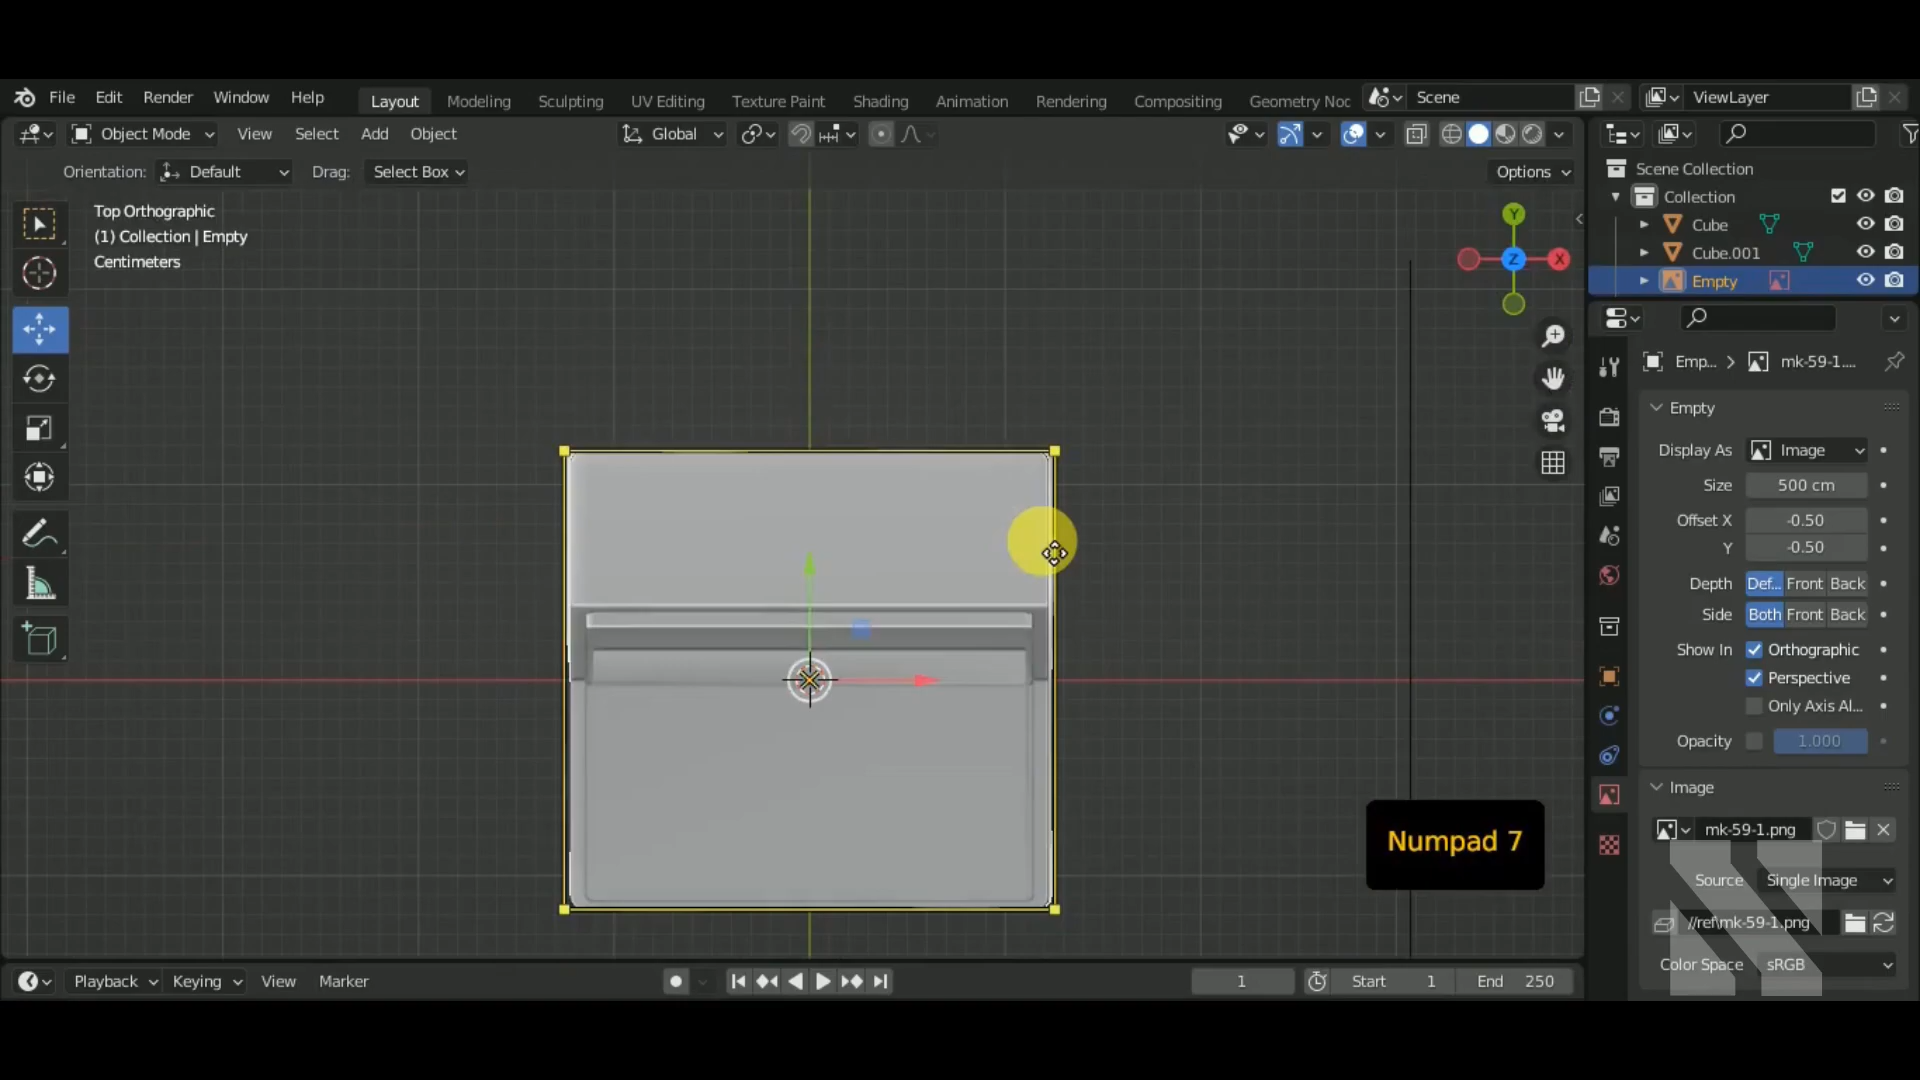 File Edit Render Window Help Layout Modeling Sculpting UV Editing Texture Paint Shading Animation Rendering Compositing Geometry Noc Scene ViewLayer
Object Mode View Select Add Object Global
Orientation: Default Drag: Select Box Options
Top Orthographic
(1) Collection | Empty
Centimeters
Y
Z X
Scene Collection
Collection
Cube
Cube.001
Empty
Emp... mk-59-1....
Empty
Display As Image
Size 500 cm
Offset X -0.50
Y -0.50
Depth Def... Front Back
Side Both Front Back
Show In Orthographic
Perspective
Only Axis Al...
Opacity 1.000
Image
mk-59-1.png
Source Single Image
//ref\mk-59-1.png
Color Space sRGB
Numpad 7
Playback Keying View Marker 1 Start 1 End 250